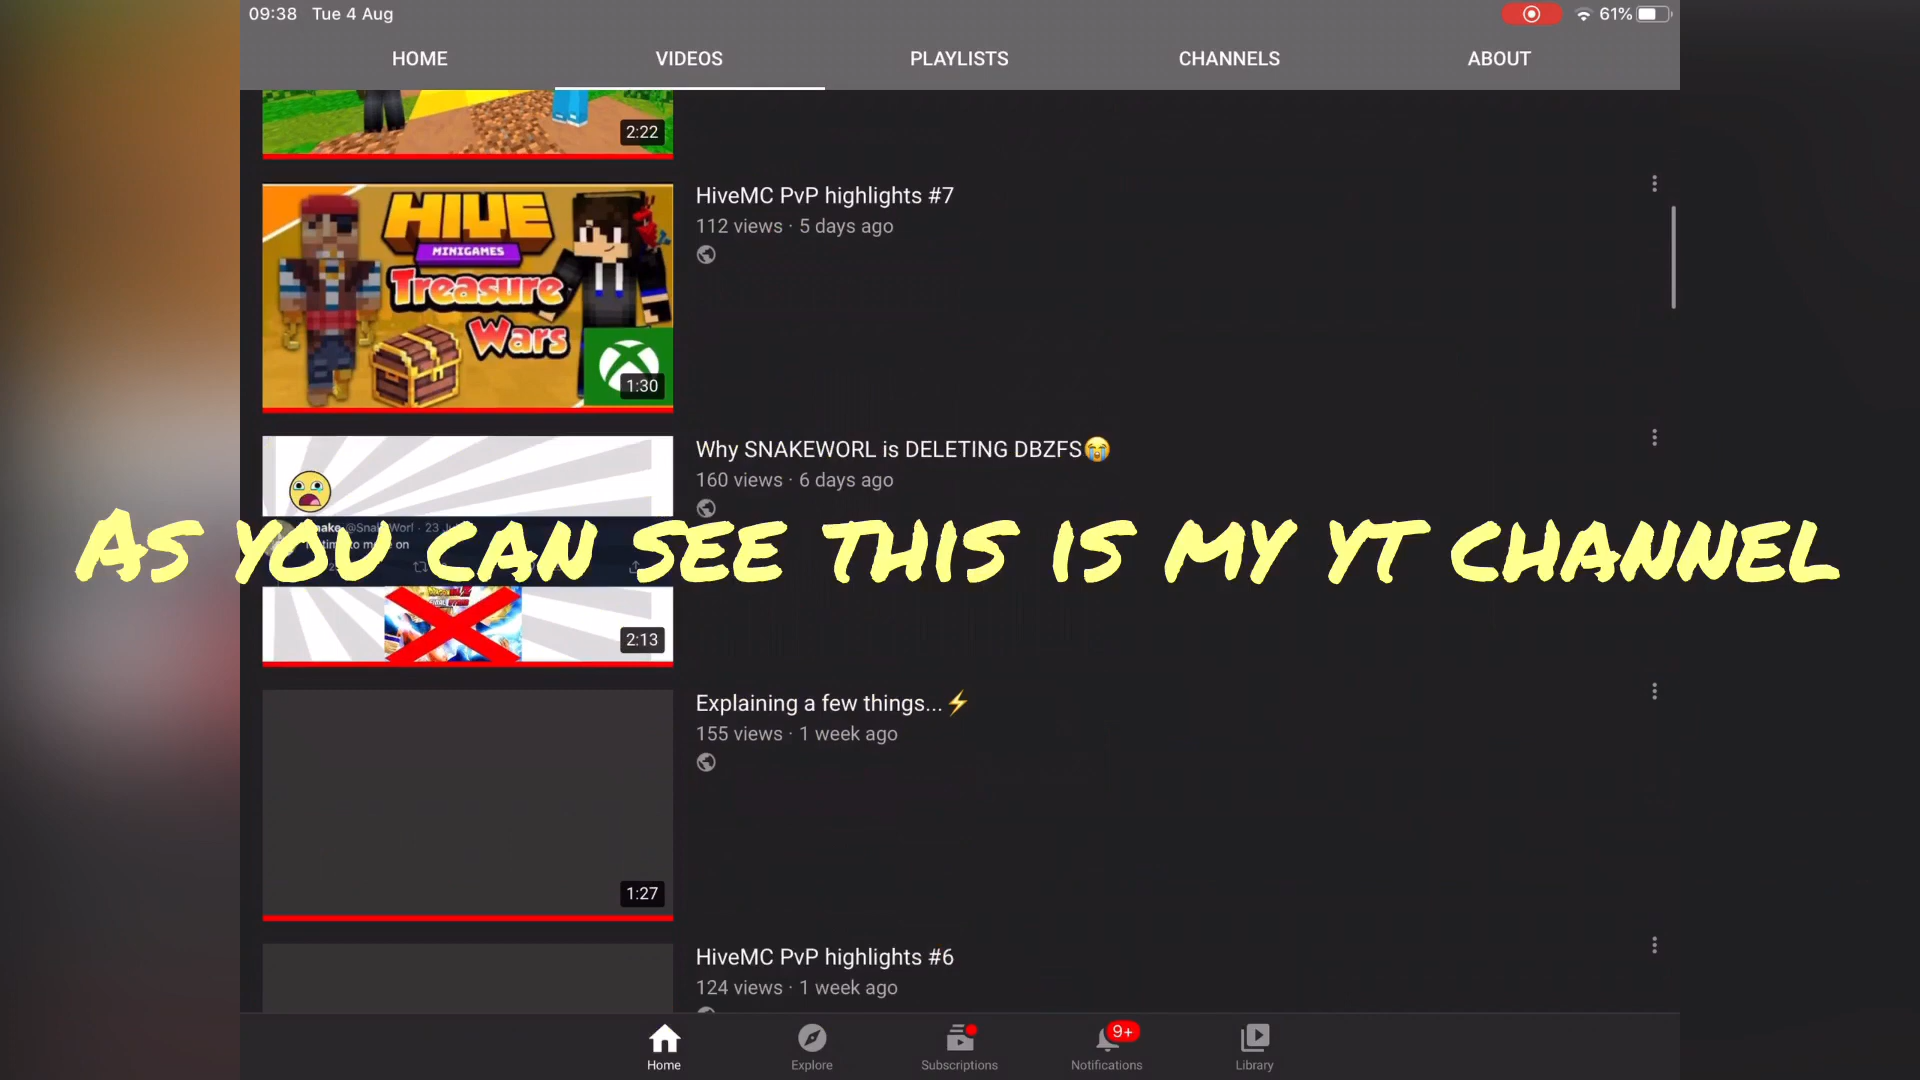 09:38 Tue 4 Aug
61%
HOME VIDEOS PLAYLISTS CHANNELS ABOUT
2:22
HIVE
MINIGAMES
Treasure
Wars
1:30
HiveMC PvP highlights #7
112 views · 5 days ago
Why SNAKEWORL is DELETING DBZFS😭
160 views · 6 days ago
As you can see this is my yt channel
2:13
Explaining a few things...⚡
155 views · 1 week ago
1:27
HiveMC PvP highlights #6
124 views · 1 week ago
Home Explore Subscriptions 9+ Notifications Library